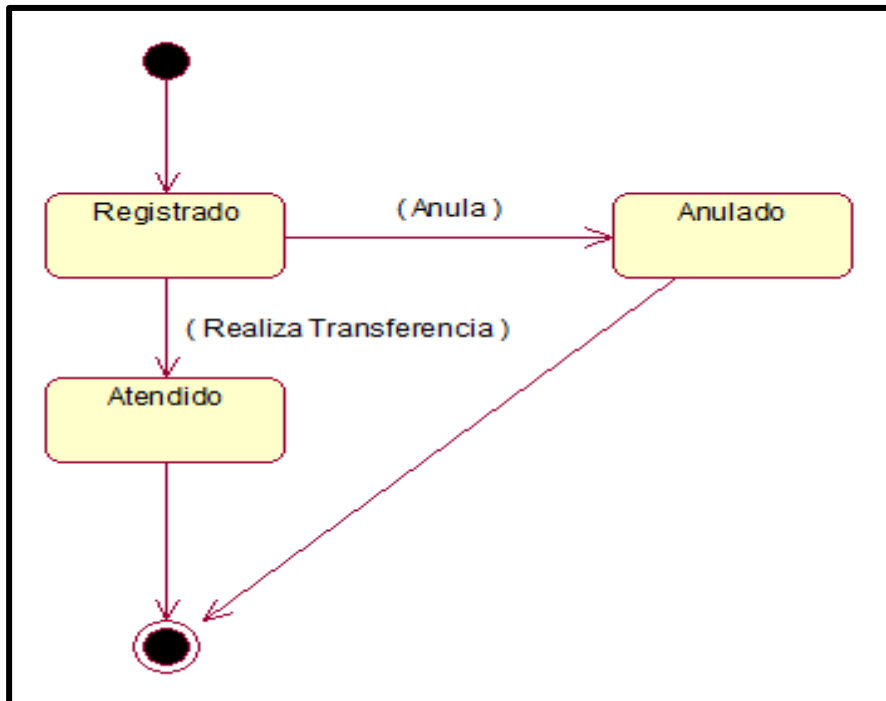 Registrado
( Anula )
Anulado
( Realiza Transferencia )
Atendido